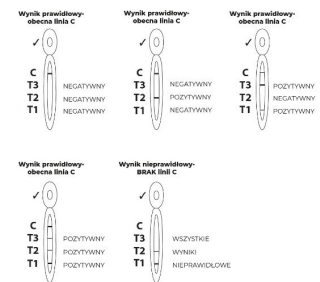 Wynik prawidłowy-
obecna linia C
✓
C
T3 NEGATYWNY
T2 NEGATYWNY
T1 NEGATYWNY
Wynik prawidłowy-
obecna linia C
✓
C
T3 NEGATYWNY
T2 POZYTYWNY
T1 NEGATYWNY
Wynik prawidłowy-
obecna linia C
✓
C
T3 POZYTYWNY
T2 NEGATYWNY
T1 POZYTYWNY
Wynik prawidłowy-
obecna linia C
✓
C
T3 POZYTYWNY
T2 POZYTYWNY
T1 POZYTYWNY
Wynik nieprawidłowy-
BRAK linii C
✓
C
T3 WSZYSTKIE
T2 WYNIKI
T1 NIEPRAWIDŁOWE